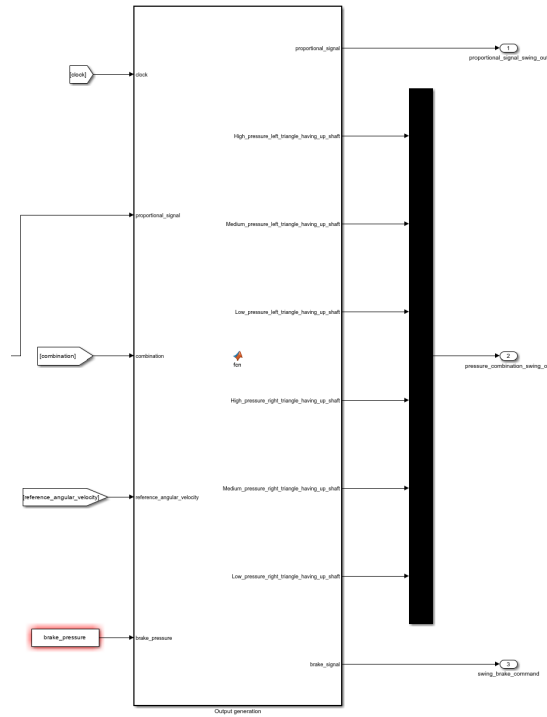 proportional_signal
1
proportional_signal_swing_ou
[clock]
clock
High_pressure_left_triangle_having_up_shaft
proportional_signal
Medium_pressure_left_triangle_having_up_shaft
Low_pressure_left_triangle_having_up_shaft
[combination]
combination
fcn
2
pressure_combination_swing_o
High_pressure_right_triangle_having_up_shaft
Medium_pressure_right_triangle_having_up_shaft
[reference_angular_velocity]
reference_angular_velocity
Low_pressure_right_triangle_having_up_shaft
brake_pressure
brake_pressure
brake_signal
3
swing_brake_command
Output generation